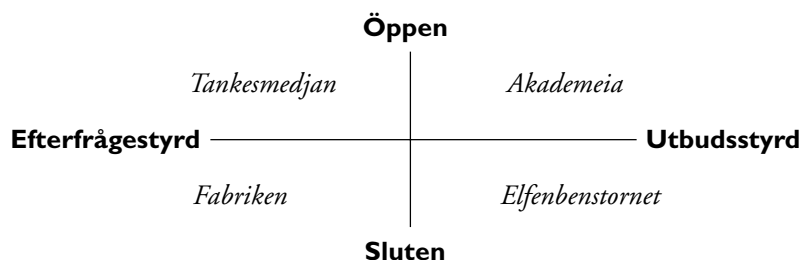 Öppen
Tankesmedjan Akademeia
Efterfrågestyrd Utbudsstyrd
Fabriken Elfenbenstornet
Sluten